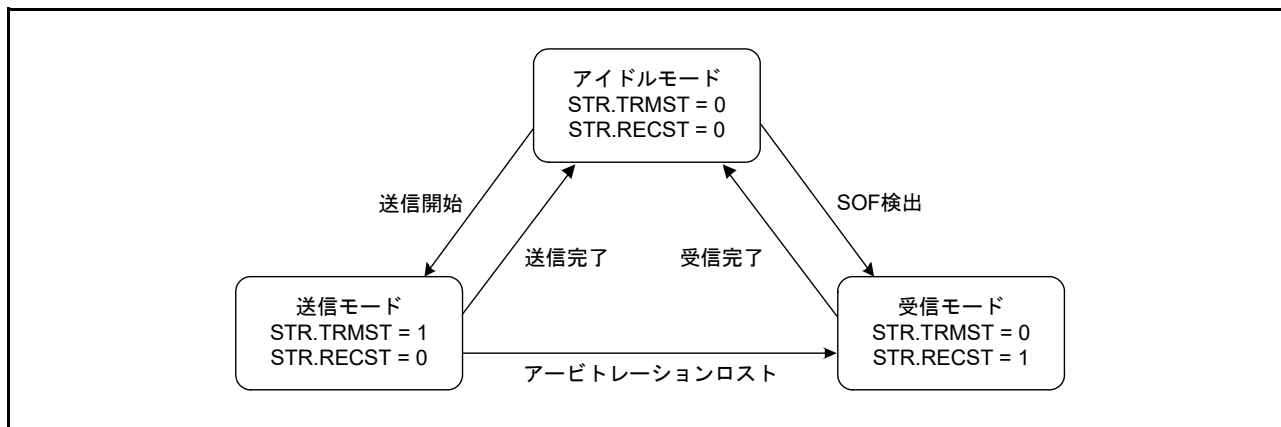 アイドルモード
STR.TRMST = 0
STR.RECST = 0
送信開始
SOF検出
送信完了
受信完了
送信モード
STR.TRMST = 1
STR.RECST = 0
受信モード
STR.TRMST = 0
STR.RECST = 1
アービトレーションロスト